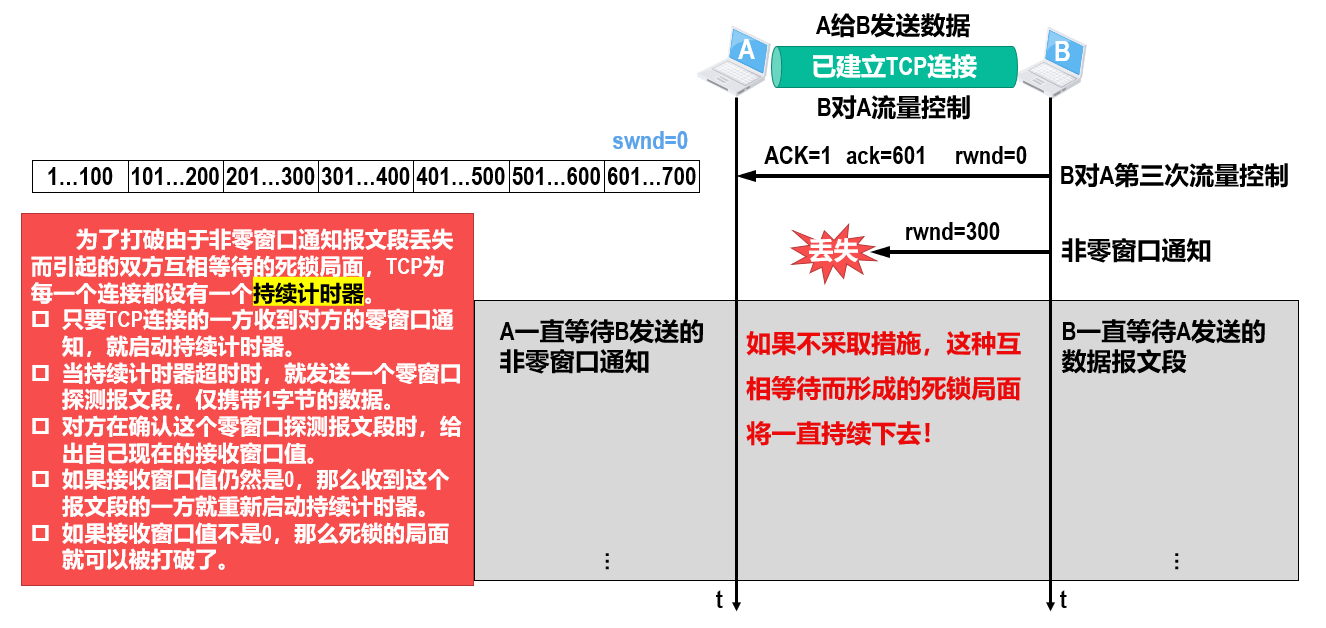 A给B发送数据
A
已建立TCP连接
B
B对A流量控制
swnd=0
1…100 101…200 201…300 301…400 401…500 501…600 601…700
ACK=1 ack=601 rwnd=0
B对A第三次流量控制
丢失
rwnd=300
非零窗口通知
为了打破由于非零窗口通知报文段丢失
而引起的双方互相等待的死锁局面，TCP为
每一个连接都设有一个持续计时器。
只要TCP连接的一方收到对方的零窗口通
知，就启动持续计时器。
当持续计时器超时时，就发送一个零窗口
探测报文段，仅携带1字节的数据。
对方在确认这个零窗口探测报文段时，给
出自己现在的接收窗口值。
如果接收窗口值仍然是0，那么收到这个
报文段的一方就重新启动持续计时器。
如果接收窗口值不是0，那么死锁的局面
就可以被打破了。
A一直等待B发送的
非零窗口通知
⋮
如果不采取措施，这种互
相等待而形成的死锁局面
将一直持续下去！
B一直等待A发送的
数据报文段
⋮
t
t